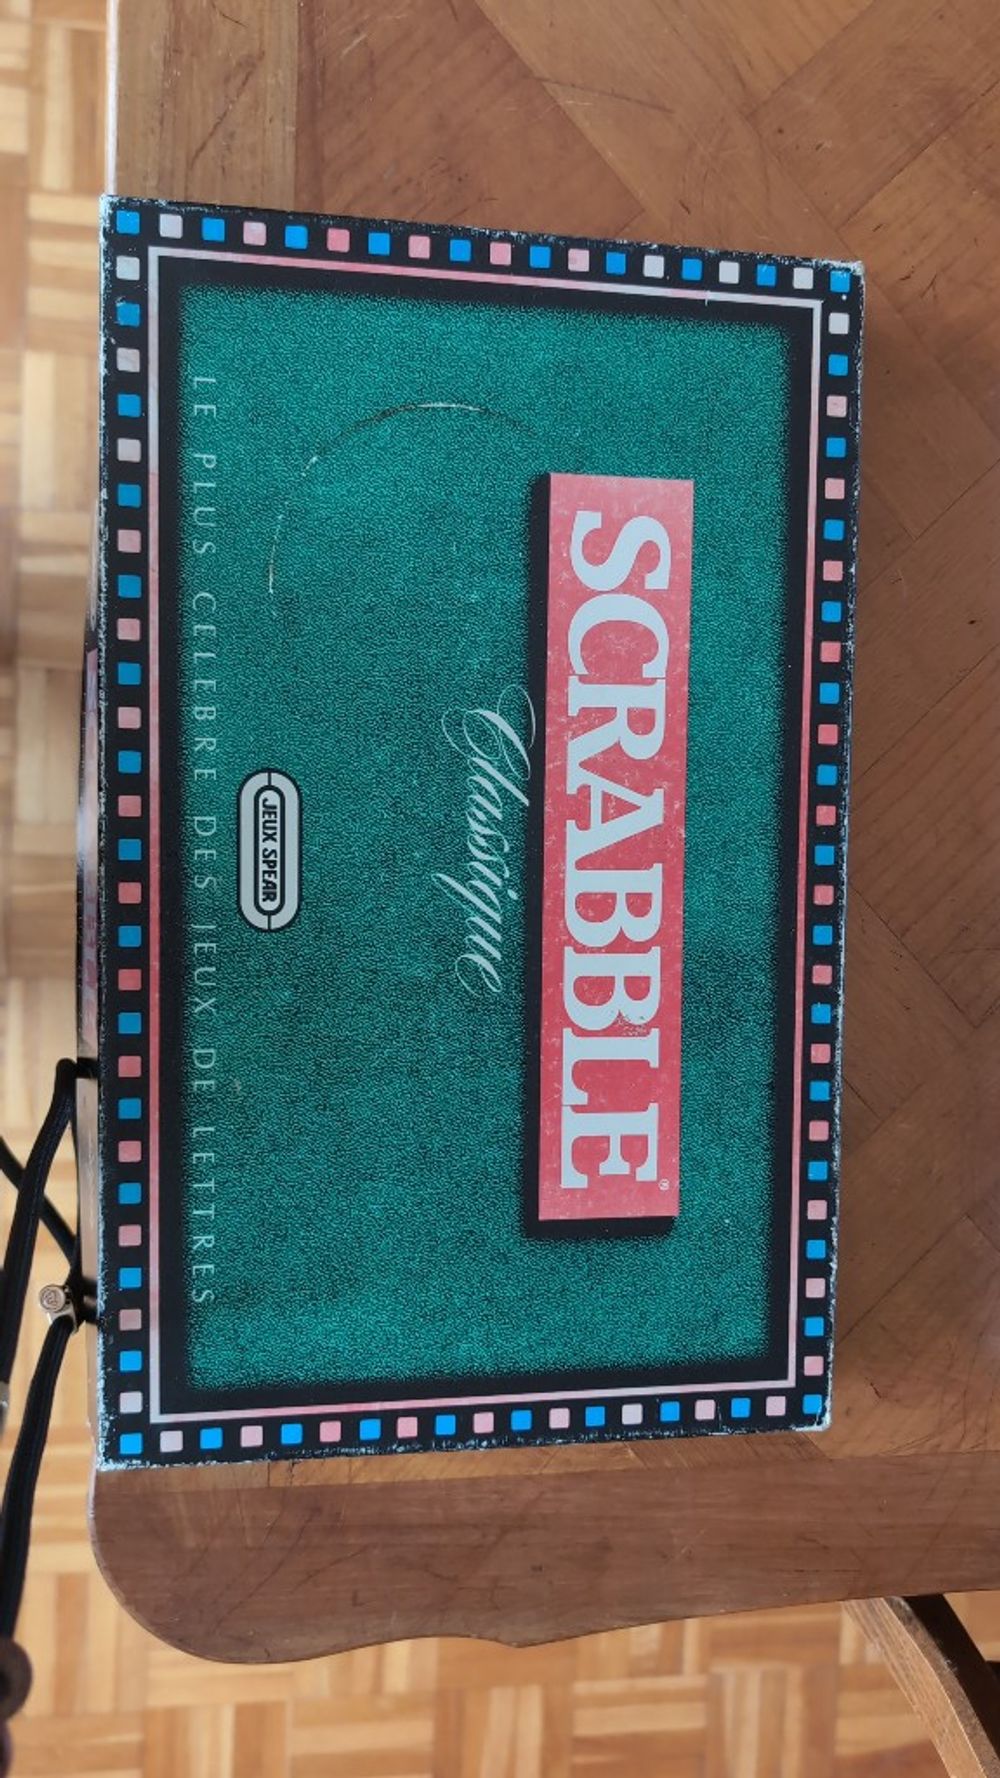 SCRABBLE®
Classique
JEUX SPEAR
LE PLUS CELEBRE DES JEUX DE LETTRES